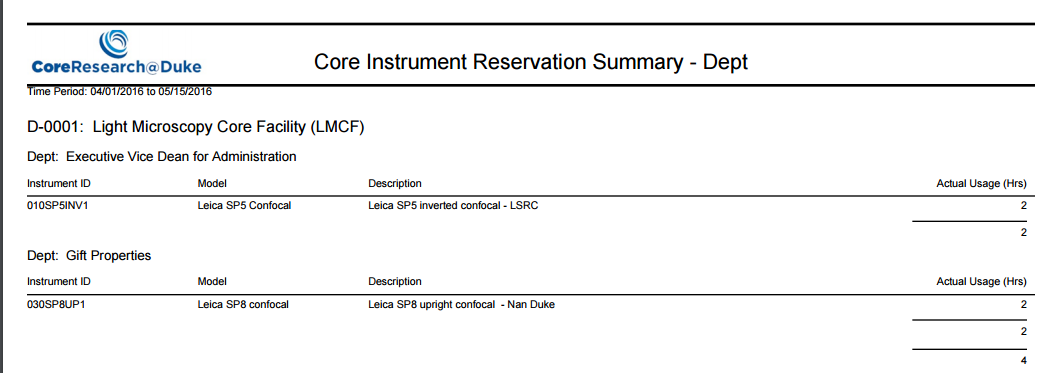 CoreResearch@Duke
Core Instrument Reservation Summary - Dept
Time Period: 04/01/2016 to 05/15/2016
D-0001: Light Microscopy Core Facility (LMCF)
Dept: Executive Vice Dean for Administration
Instrument ID Model Description Actual Usage (Hrs)
010SP5INV1 Leica SP5 Confocal Leica SP5 inverted confocal - LSRC 2
2
Dept: Gift Properties
Instrument ID Model Description Actual Usage (Hrs)
030SP8UP1 Leica SP8 confocal Leica SP8 upright confocal - Nan Duke 2
2
4